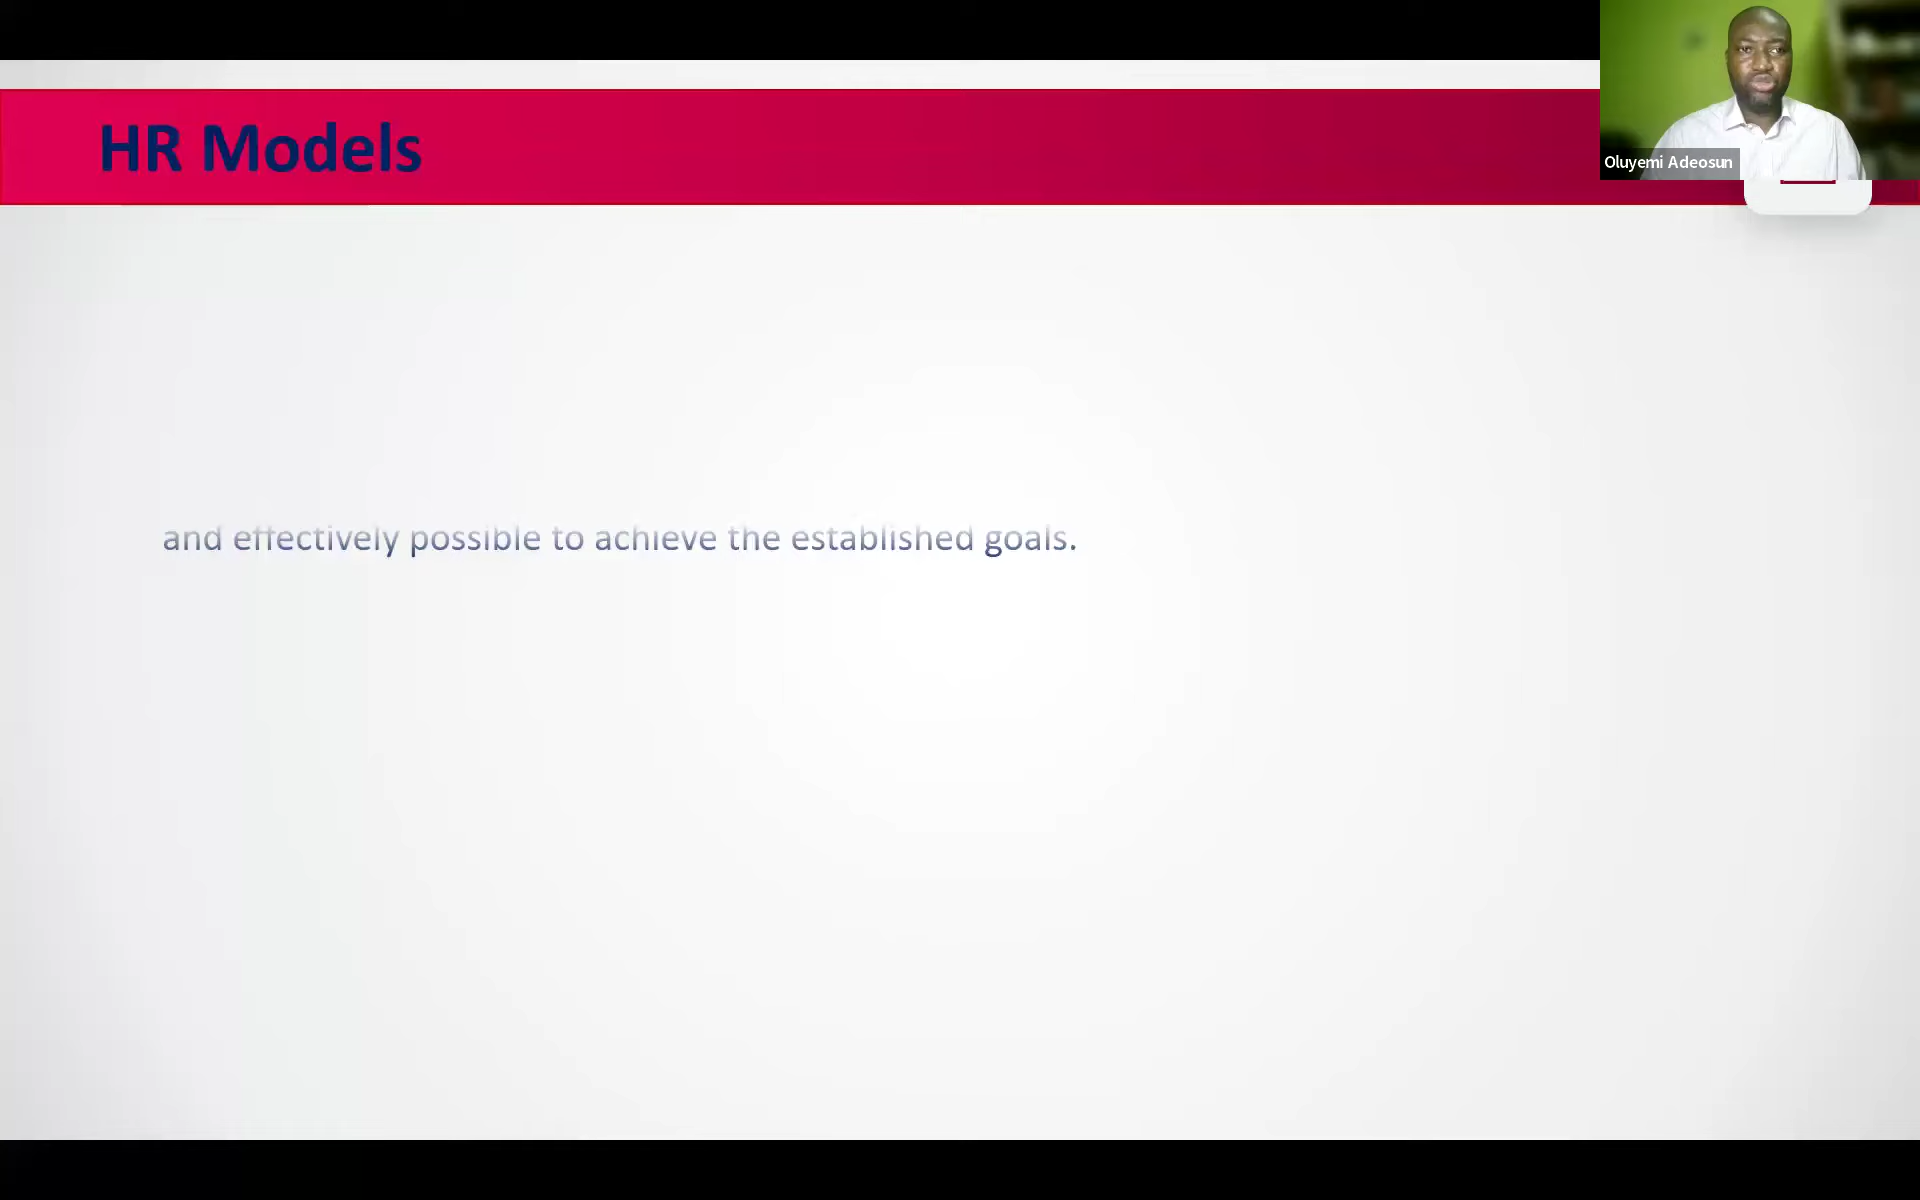 HR Models
Oluyemi Adeosun
and effectively possible to achieve the established goals.